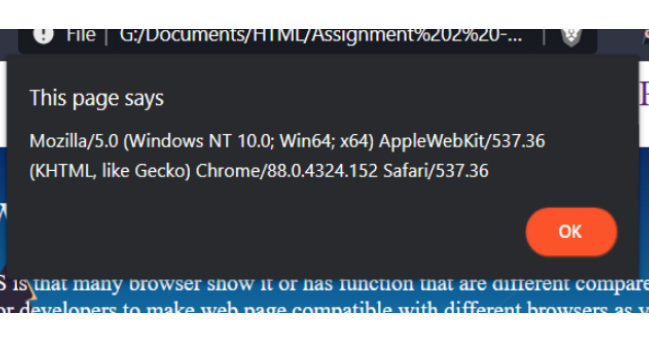 File | G:/Documents/HTML/Assignment%202%20-...
This page says
Mozilla/5.0 (Windows NT 10.0; Win64; x64) AppleWebKit/537.36
(KHTML, like Gecko) Chrome/88.0.4324.152 Safari/537.36
OK
S is that many browser show it or has function that are different compare
or developers to make web page compatible with different browsers as